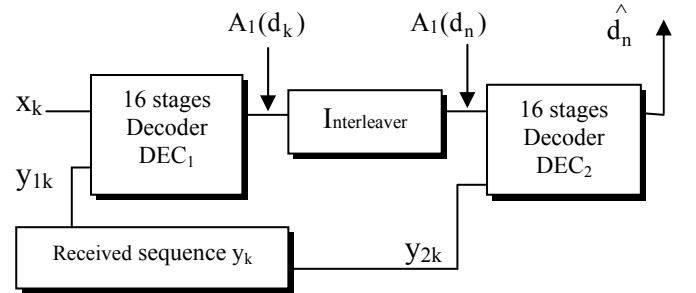 A₁(dₖ)
A₁(dₙ)
d̂ₙ
xₖ
16 stages
Decoder
DEC₁
Interleaver
16 stages
Decoder
DEC₂
y₁ₖ
Received sequence yₖ
y₂ₖ